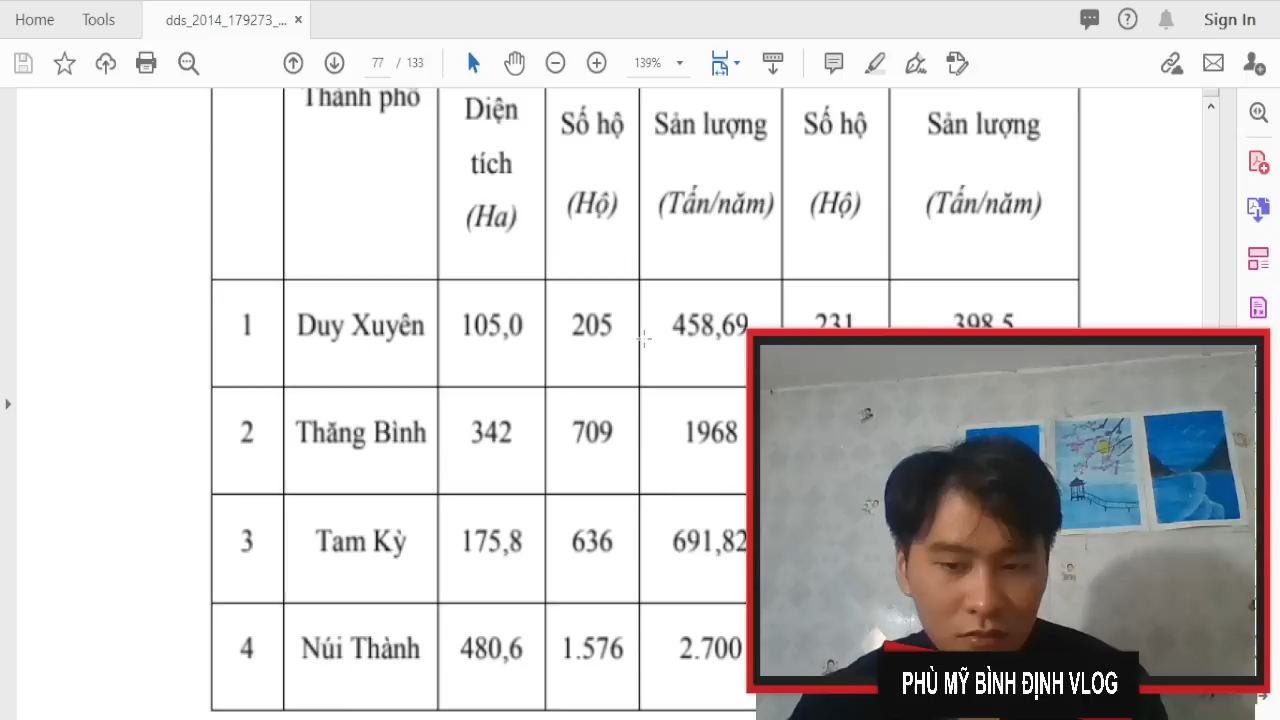 Home Tools dds_2014_179273_... × Sign In
77 / 133 139%
Thành phố
Diện tích (Ha)
Số hộ (Hộ)
Sản lượng (Tấn/năm)
Số hộ (Hộ)
Sản lượng (Tấn/năm)
1 Duy Xuyên 105,0 205 458,69 231 398,5
2 Thăng Bình 342 709 1968
3 Tam Kỳ 175,8 636 691,82
4 Núi Thành 480,6 1.576 2.700
PHÙ MỸ BÌNH ĐỊNH VLOG